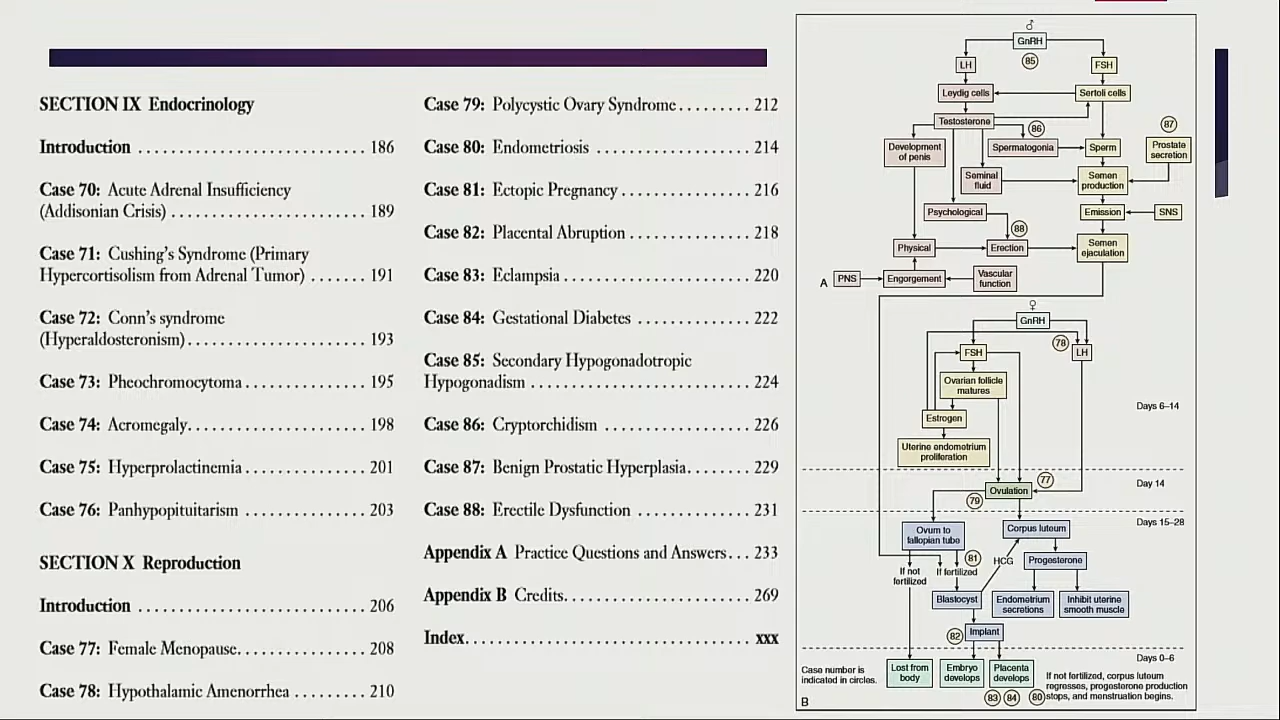 SECTION IX Endocrinology
Introduction . . . . . . . . . . . . . . . . . . . . . . . . . . . . 186
Case 70: Acute Adrenal Insufficiency
(Addisonian Crisis) . . . . . . . . . . . . . . . . . . . . . . . . 189
Case 71: Cushing's Syndrome (Primary
Hypercortisolism from Adrenal Tumor) . . . . . . . 191
Case 72: Conn's syndrome
(Hyperaldosteronism). . . . . . . . . . . . . . . . . . . . . . 193
Case 73: Pheochromocytoma . . . . . . . . . . . . . . . 195
Case 74: Acromegaly. . . . . . . . . . . . . . . . . . . . . . 198
Case 75: Hyperprolactinemia . . . . . . . . . . . . . . . 201
Case 76: Panhypopituitarism . . . . . . . . . . . . . . . 203
SECTION X Reproduction
Introduction . . . . . . . . . . . . . . . . . . . . . . . . . . . . 206
Case 77: Female Menopause. . . . . . . . . . . . . . . . 208
Case 78: Hypothalamic Amenorrhea . . . . . . . . . 210
Case 79: Polycystic Ovary Syndrome . . . . . . . . . 212
Case 80: Endometriosis . . . . . . . . . . . . . . . . . . . 214
Case 81: Ectopic Pregnancy . . . . . . . . . . . . . . . . 216
Case 82: Placental Abruption . . . . . . . . . . . . . . . 218
Case 83: Eclampsia . . . . . . . . . . . . . . . . . . . . . . . 220
Case 84: Gestational Diabetes . . . . . . . . . . . . . . 222
Case 85: Secondary Hypogonadotropic
Hypogonadism . . . . . . . . . . . . . . . . . . . . . . . . . . 224
Case 86: Cryptorchidism . . . . . . . . . . . . . . . . . . 226
Case 87: Benign Prostatic Hyperplasia. . . . . . . . 229
Case 88: Erectile Dysfunction . . . . . . . . . . . . . . 231
Appendix A Practice Questions and Answers . . . 233
Appendix B Credits. . . . . . . . . . . . . . . . . . . . . . . 269
Index. . . . . . . . . . . . . . . . . . . . . . . . . . . . . . . . . . . xxx
♂
GnRH
LH
85
FSH
Leydig cells
Sertoli cells
Testosterone
86
87
Development
of penis
Spermatogonia
Sperm
Prostate
secretion
Seminal
fluid
Semen
production
Psychological
Emission
SNS
88
Physical
Erection
Semen
ejaculation
A
PNS
Engorgement
Vascular
function
♀
GnRH
78
FSH
LH
Ovarian follicle
matures
Days 6–14
Estrogen
Uterine endometrium
proliferation
77
Day 14
Ovulation
79
Days 15–28
Ovum to
fallopian tube
Corpus luteum
81
HCG
Progesterone
If not
fertilized
If fertilized
Blastocyst
Endometrium
secretions
Inhibit uterine
smooth muscle
82
Implant
Days 0–6
Case number is
indicated in circles.
Lost from
body
Embryo
develops
Placenta
develops
If not fertilized, corpus luteum
regresses, progesterone production
stops, and menstruation begins.
83
84
80
B